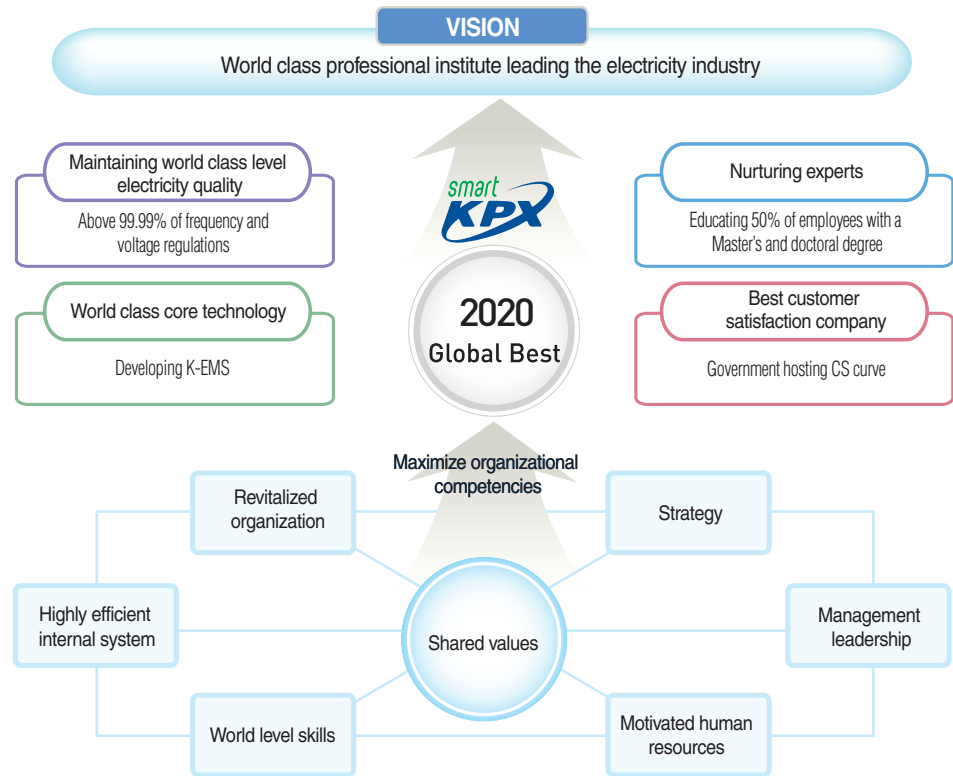 VISION
World class professional institute leading the electricity industry
Maintaining world class level
electricity quality
Above 99.99% of frequency and
voltage regulations
smart
KPX
Nurturing experts
Educating 50% of employees with a
Master's and doctoral degree
World class core technology
Developing K-EMS
2020
Global Best
Best customer
satisfaction company
Government hosting CS curve
Maximize organizational
competencies
Revitalized
organization
Strategy
Highly efficient
internal system
Shared values
Management
leadership
World level skills
Motivated human
resources